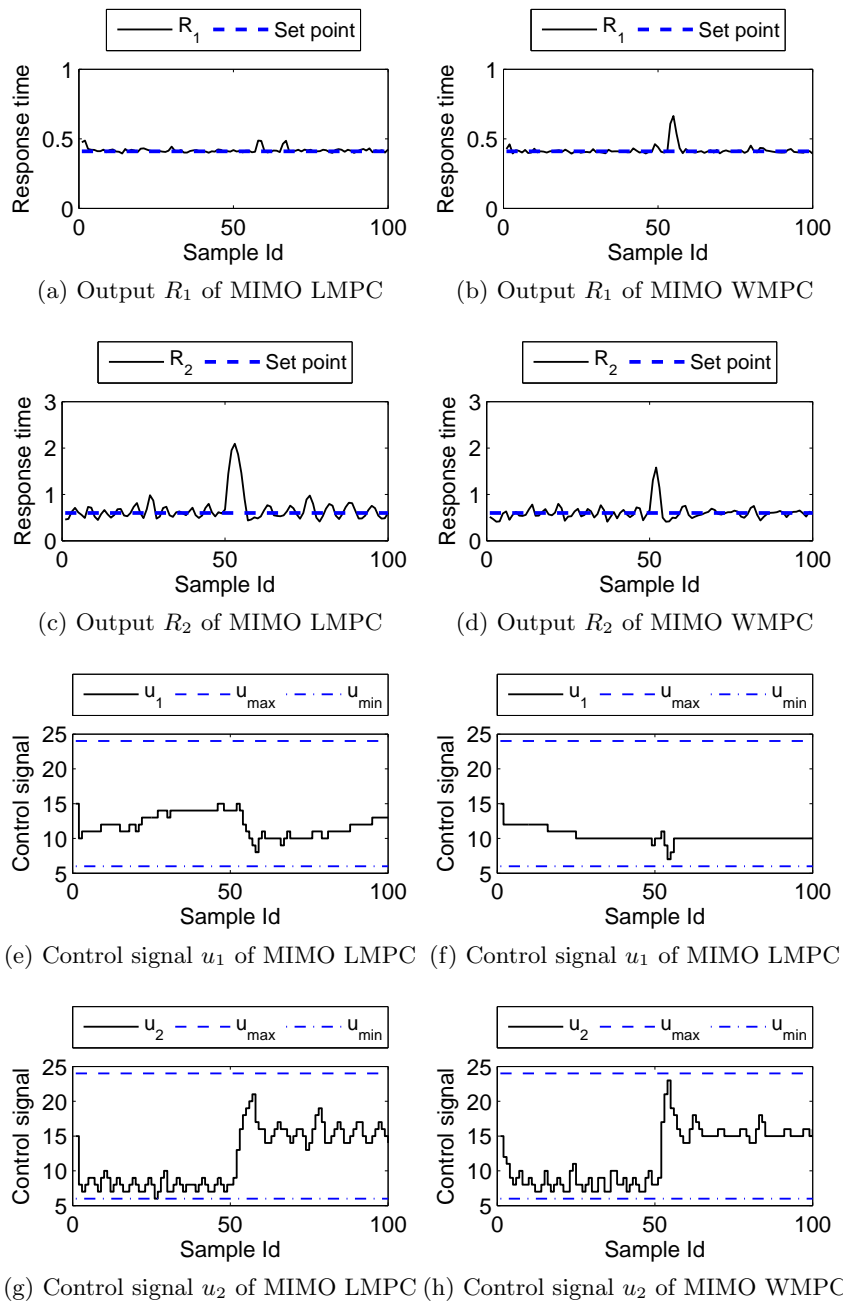 R1 Set point
R1 Set point
1
0.5
0
Response time
0 50 100
Sample Id
1
0.5
0
Response time
0 50 100
Sample Id
(a) Output R1 of MIMO LMPC
(b) Output R1 of MIMO WMPC
R2 Set point
R2 Set point
3
2
1
0
Response time
0 50 100
Sample Id
3
2
1
0
Response time
0 50 100
Sample Id
(c) Output R2 of MIMO LMPC
(d) Output R2 of MIMO WMPC
u1 umax umin
u1 umax umin
25
20
15
10
5
Control signal
0 50 100
Sample Id
25
20
15
10
5
Control signal
0 50 100
Sample Id
(e) Control signal u1 of MIMO LMPC
(f) Control signal u1 of MIMO LMPC
u2 umax umin
u2 umax umin
25
20
15
10
5
Control signal
0 50 100
Sample Id
25
20
15
10
5
Control signal
0 50 100
Sample Id
(g) Control signal u2 of MIMO LMPC
(h) Control signal u2 of MIMO WMPC